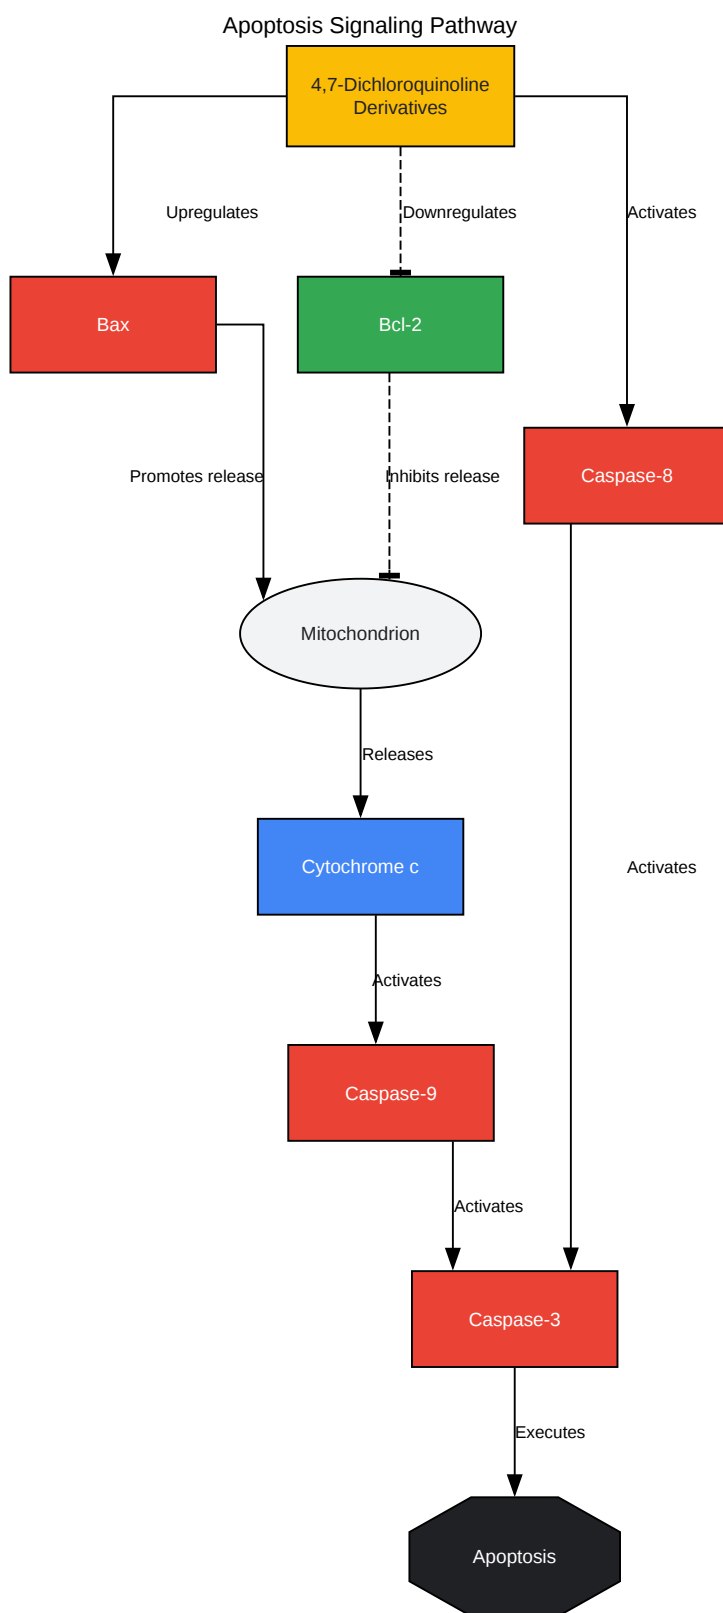 Apoptosis Signaling Pathway
4,7-Dichloroquinoline
Derivatives
Upregulates
Downregulates
Activates
Bax
Bcl-2
Caspase-8
Promotes release
Inhibits release
Mitochondrion
Releases
Cytochrome c
Activates
Activates
Caspase-9
Activates
Caspase-3
Executes
Apoptosis